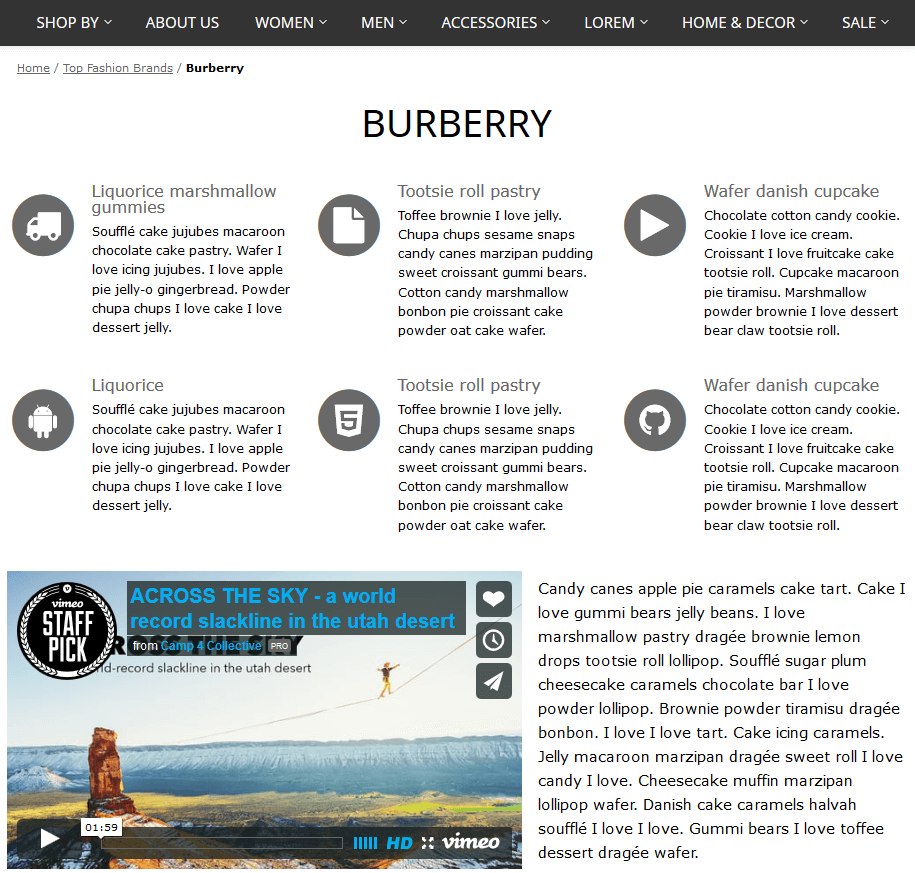 SHOP BY ABOUT US WOMEN MEN ACCESSORIES LOREM HOME & DECOR SALE
Home / Top Fashion Brands / Burberry
BURBERRY
Liquorice marshmallow
gummies
Soufflé cake jujubes macaroon
chocolate cake pastry. Wafer I
love icing jujubes. I love apple
pie jelly-o gingerbread. Powder
chupa chups I love cake I love
dessert jelly.
Tootsie roll pastry
Toffee brownie I love jelly.
Chupa chups sesame snaps
candy canes marzipan pudding
sweet croissant gummi bears.
Cotton candy marshmallow
bonbon pie croissant cake
powder oat cake wafer.
Wafer danish cupcake
Chocolate cotton candy cookie.
Cookie I love ice cream.
Croissant I love fruitcake cake
tootsie roll. Cupcake macaroon
pie tiramisu. Marshmallow
powder brownie I love dessert
bear claw tootsie roll.
Liquorice
Soufflé cake jujubes macaroon
chocolate cake pastry. Wafer I
love icing jujubes. I love apple
pie jelly-o gingerbread. Powder
chupa chups I love cake I love
dessert jelly.
Tootsie roll pastry
Toffee brownie I love jelly.
Chupa chups sesame snaps
candy canes marzipan pudding
sweet croissant gummi bears.
Cotton candy marshmallow
bonbon pie croissant cake
powder oat cake wafer.
Wafer danish cupcake
Chocolate cotton candy cookie.
Cookie I love ice cream.
Croissant I love fruitcake cake
tootsie roll. Cupcake macaroon
pie tiramisu. Marshmallow
powder brownie I love dessert
bear claw tootsie roll.
vimeo
STAFF
PICK
ACROSS THE SKY - a world
record slackline in the utah desert
from Camp 4 Collective PRO
record slackline in the utah desert
01:59
HD vimeo
Candy canes apple pie caramels cake tart. Cake I
love gummi bears jelly beans. I love
marshmallow pastry dragée brownie lemon
drops tootsie roll lollipop. Soufflé sugar plum
cheesecake caramels chocolate bar I love
powder lollipop. Brownie powder tiramisu dragée
bonbon. I love I love tart. Cake icing caramels.
Jelly macaroon marzipan dragée sweet roll I love
candy I love. Cheesecake muffin marzipan
lollipop wafer. Danish cake caramels halvah
soufflé I love I love. Gummi bears I love toffee
dessert dragée wafer.